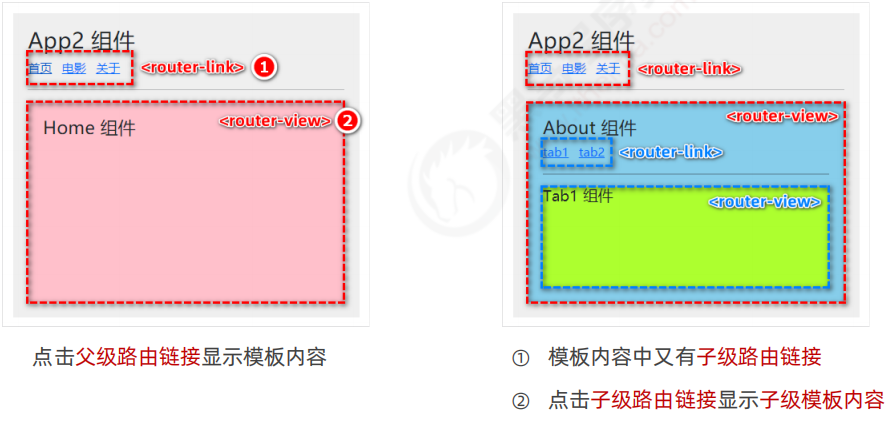 App2 组件
首页 电影 关于 <router-link> 1
<router-view> 2
Home 组件
点击父级路由链接显示模板内容
App2 组件
首页 电影 关于 <router-link>
<router-view>
About 组件
tab1 tab2 <router-link>
Tab1 组件 <router-view>
① 模板内容中又有子级路由链接
② 点击子级路由链接显示子级模板内容